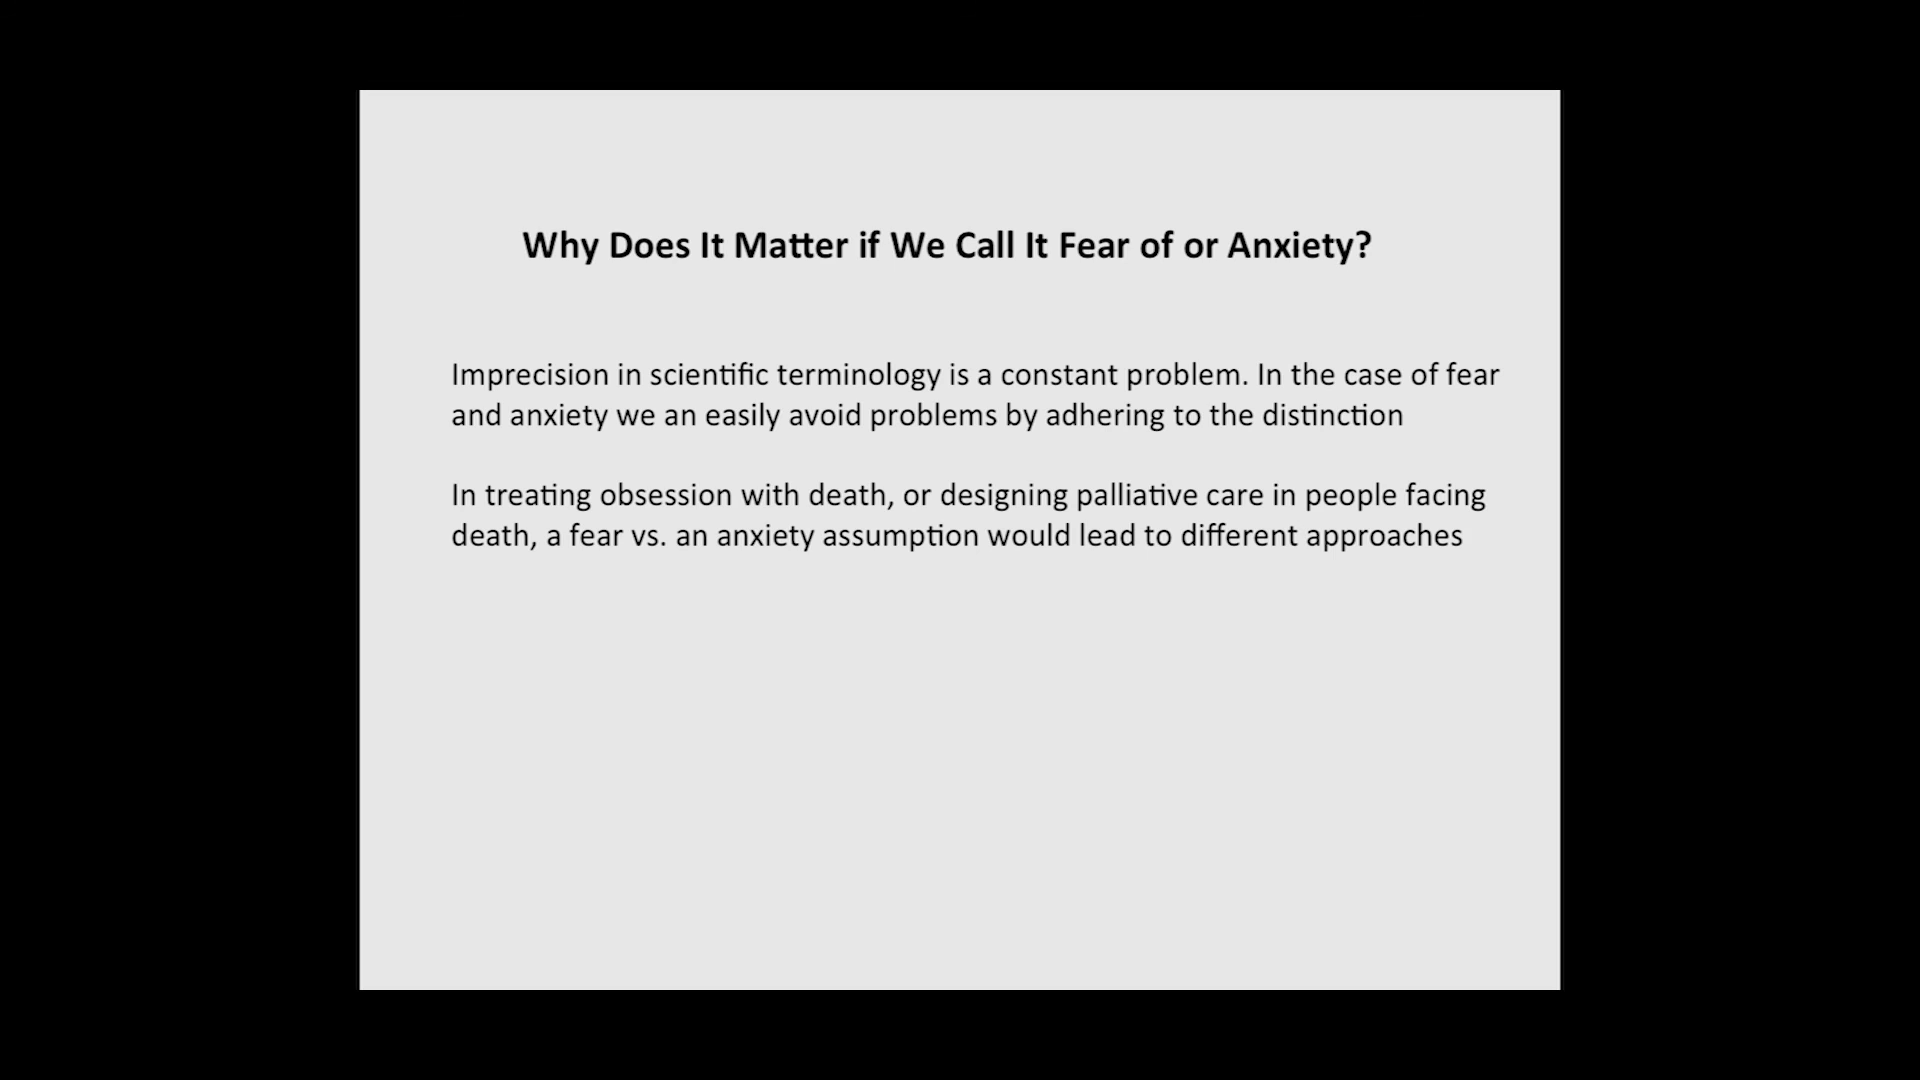 Why Does It Matter if We Call It Fear of or Anxiety?
Imprecision in scientific terminology is a constant problem. In the case of fear
and anxiety we an easily avoid problems by adhering to the distinction
In treating obsession with death, or designing palliative care in people facing
death, a fear vs. an anxiety assumption would lead to different approaches